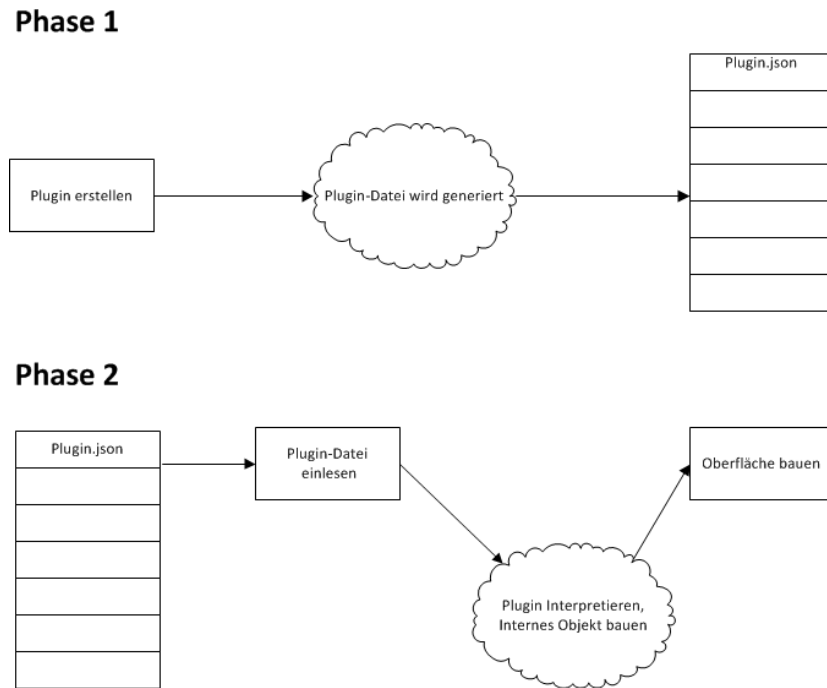 Phase 1
Plugin.json
Plugin erstellen
Plugin-Datei wird generiert
Phase 2
Plugin.json
Plugin-Datei
einlesen
Oberfläche bauen
Plugin Interpretieren,
Internes Objekt bauen